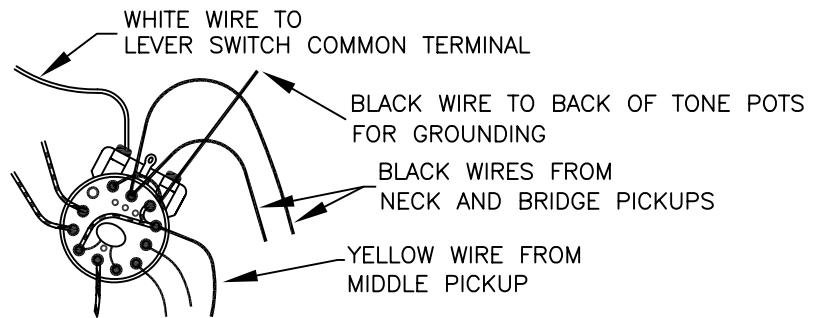 WHITE WIRE TO
LEVER SWITCH COMMON TERMINAL
BLACK WIRE TO BACK OF TONE POTS
FOR GROUNDING
BLACK WIRES FROM
NECK AND BRIDGE PICKUPS
YELLOW WIRE FROM
MIDDLE PICKUP